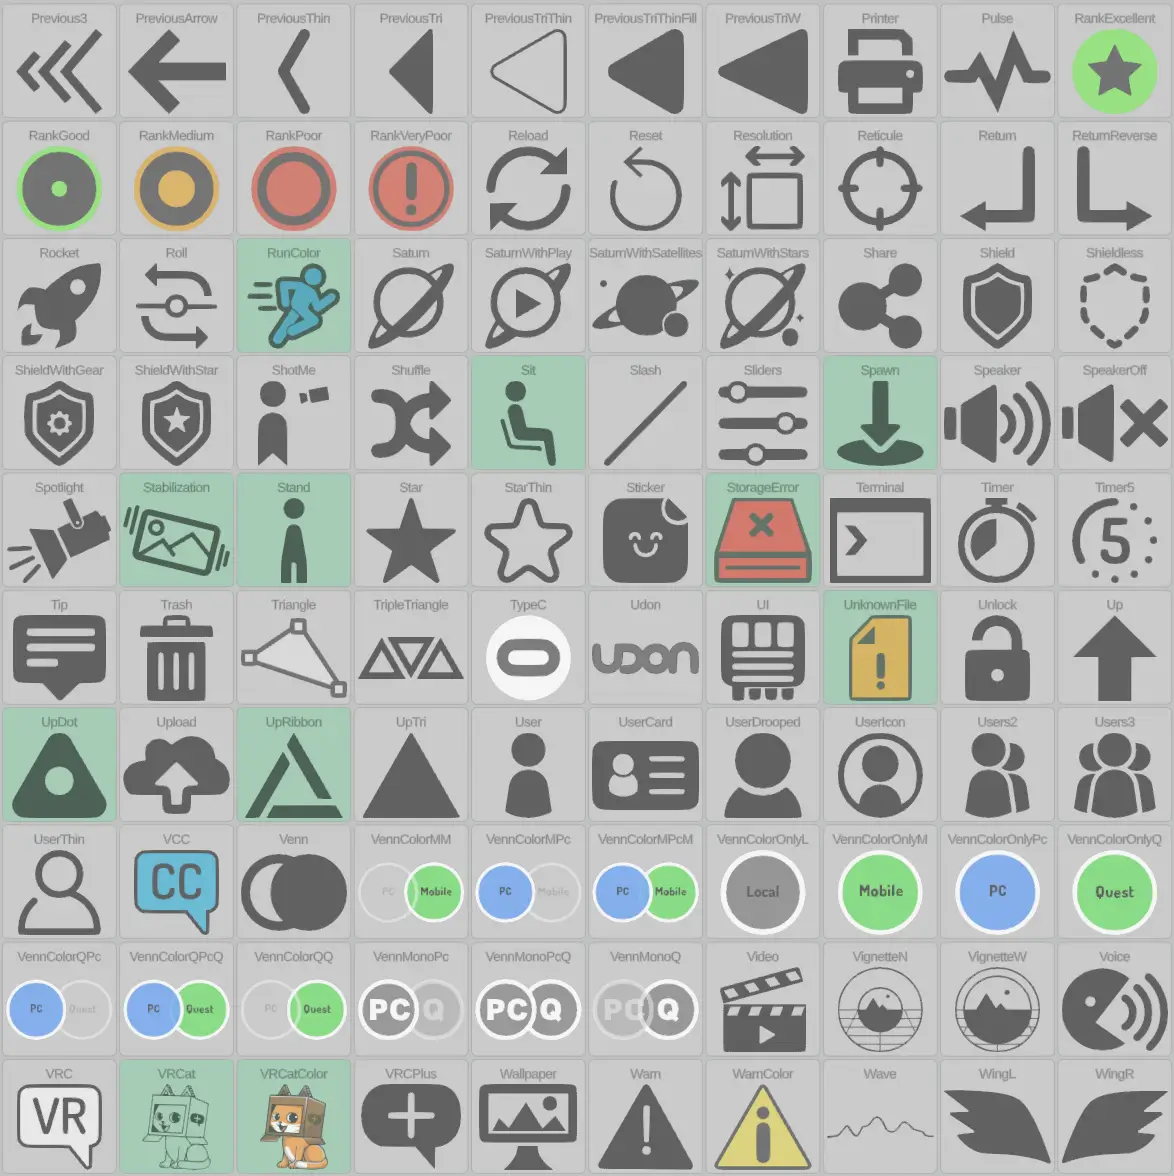 Previous3 PreviousArrow PreviousThin PreviousTri PreviousTriThin PreviousTriThinFill PreviousTriW Printer Pulse RankExcellent
RankGood RankMedium RankPoor RankVeryPoor Reload Reset Resolution Reticule Return ReturnReverse
Rocket Roll RunColor Saturn SaturnWithPlay SaturnWithSatellites SaturnWithStars Share Shield Shieldless
ShieldWithGear ShieldWithStar ShotMe Shuffle Sit Slash Sliders Spawn Speaker SpeakerOff
Spotlight Stabilization Stand Star StarThin Sticker StorageError Terminal Timer Timer5
5
Tip Trash Triangle TripleTriangle TypeC Udon UI UnknownFile Unlock Up
UDON
UpDot Upload UpRibbon UpTri User UserCard UserDrooped UserIcon Users2 Users3
UserThin VCC Venn VennColorMM VennColorMPc VennColorMPcM VennColorOnlyL VennColorOnlyM VennColorOnlyPc VennColorOnlyQ
CC PC Mobile PC Mobile PC Mobile Local Mobile PC Quest
VennColorQPc VennColorQPcQ VennColorQQ VennMonoPc VennMonoPcQ VennMonoQ Video VignetteN VignetteW Voice
PC Quest PC Quest PC Quest PC Q PC Q PC Q
VRC VRCat VRCatColor VRCPlus Wallpaper Warn WarnColor Wave WingL WingR
VR